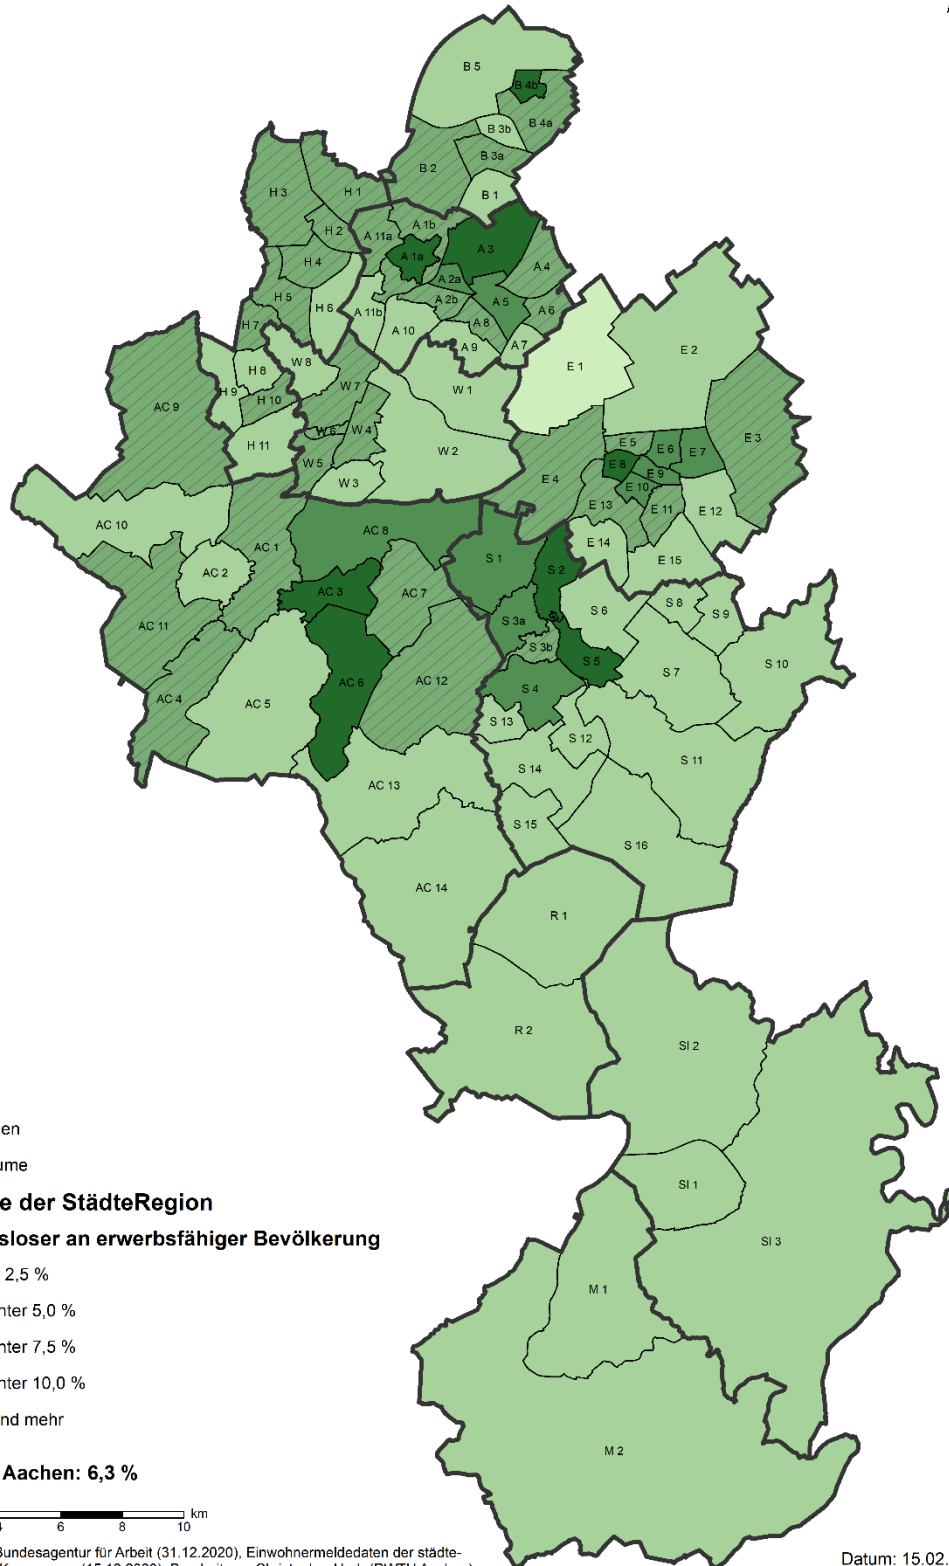 B 5
B 4b
B 4a
B 3b
B 3a
B 2
B 1
H 3
H 1
H 2
H 4
H 5
H 6
H 7
H 8
H 9
H 10
H 11
A 11a
A 1b
A 1a
A 3
A 2a
A 4
A 2b
A 5
A 6
A 11b
A 10
A 8
A 9
A 7
E 1
E 2
E 3
E 4
E 5
E 6
E 7
E 8
E 9
E 10
E 11
E 12
E 13
E 14
E 15
W 8
W 7
W 1
W 6
W 4
W 5
W 2
W 3
AC 9
AC 10
AC 1
AC 2
AC 8
AC 3
AC 7
AC 11
AC 4
AC 5
AC 6
AC 12
AC 13
AC 14
S 1
S 2
S 3a
S 3b
S 4
S 5
S 6
S 8
S 9
S 7
S 10
S 13
S 12
S 11
S 14
S 15
S 16
R 1
R 2
SI 2
SI 1
SI 3
M 1
M 2
en
ume
e der StädteRegion
sloser an erwerbsfähiger Bevölkerung
2,5 %
nter 5,0 %
nter 7,5 %
nter 10,0 %
nd mehr
Aachen: 6,3 %
km
4 6 8 10
Bundesagentur für Arbeit (31.12.2020), Einwohnermeldedaten der städte-
Datum: 15.02